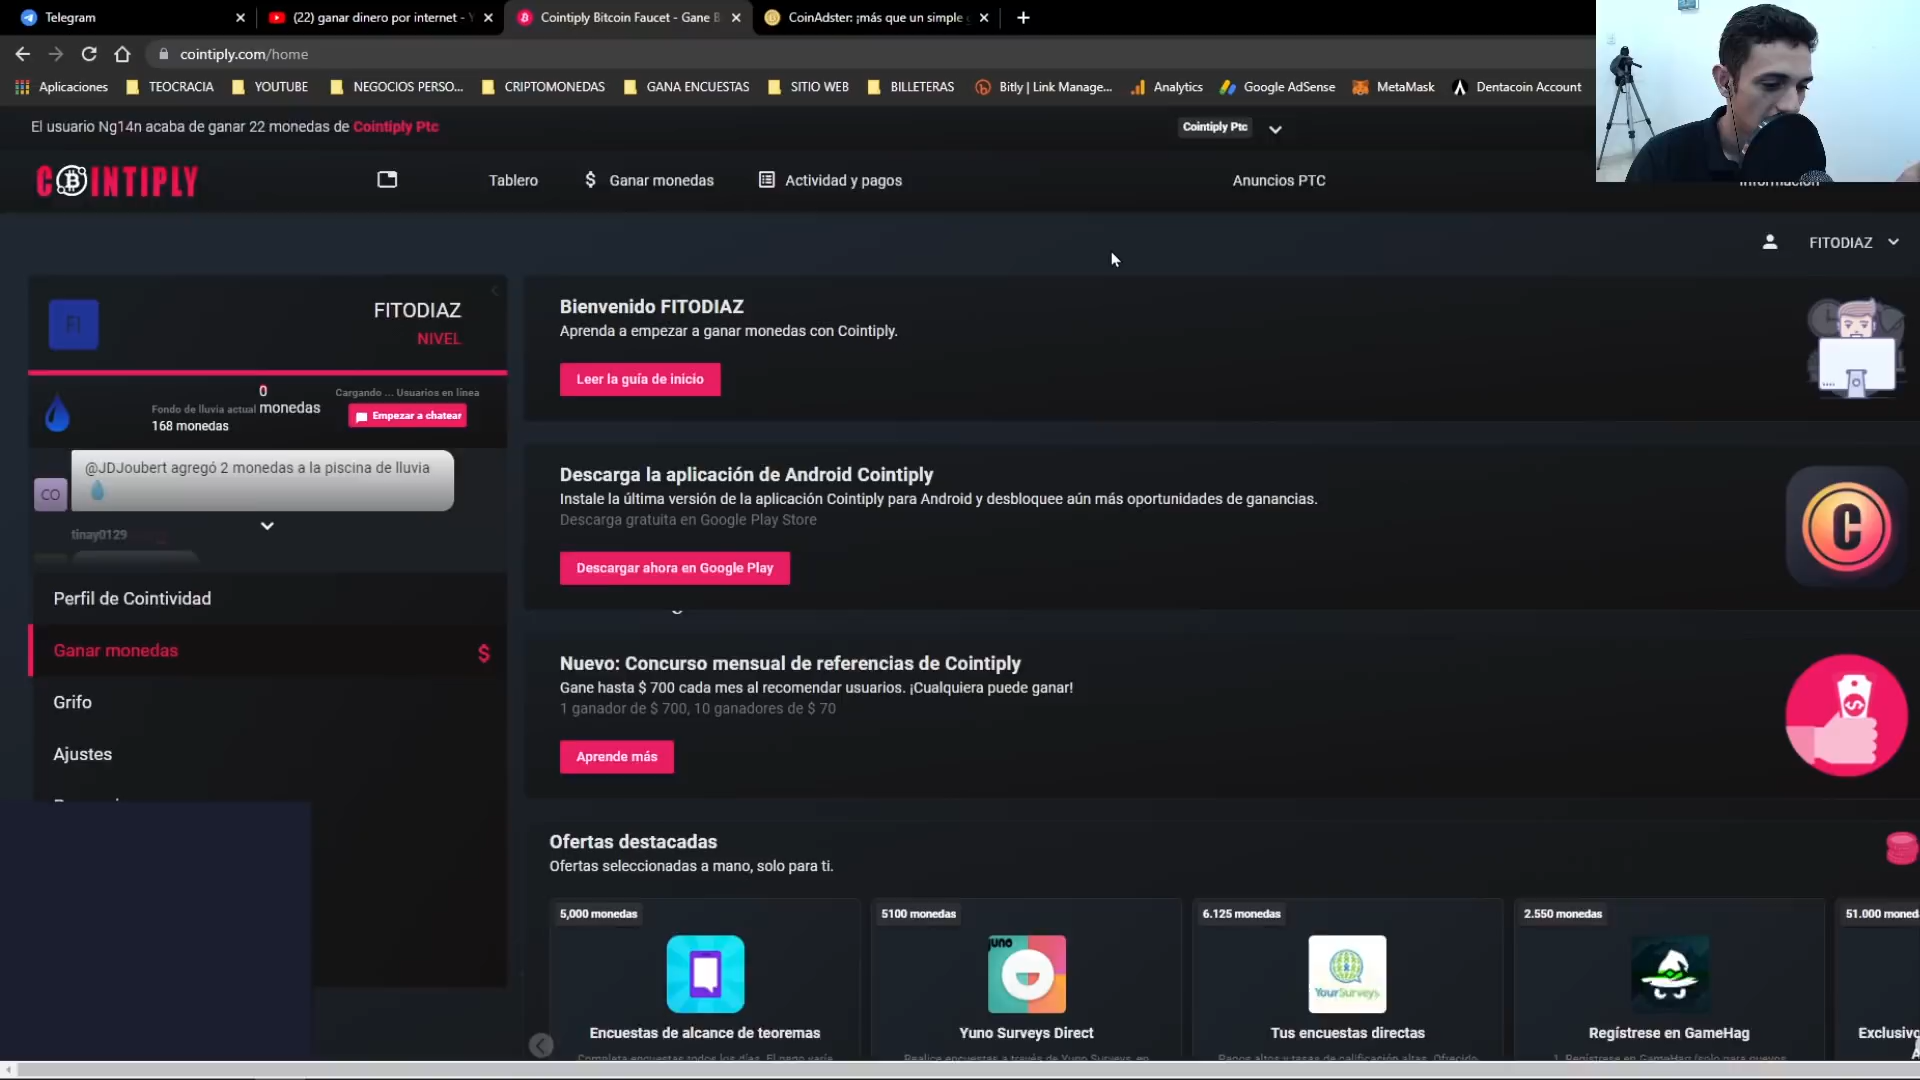 Telegram
(22) ganar dinero por internet - Y
Cointiply Bitcoin Faucet - Gane B
CoinAdster: ¡más que un simple g
cointiply.com/home
Aplicaciones
TEOCRACIA
YOUTUBE
NEGOCIOS PERSO...
CRIPTOMONEDAS
GANA ENCUESTAS
SITIO WEB
BILLETERAS
Bitly | Link Manage...
Analytics
Google AdSense
MetaMask
Dentacoin Account
El usuario Ng14n acaba de ganar 22 monedas de Cointiply Ptc
Cointiply Ptc
COINTIPLY
Tablero
$ Ganar monedas
Actividad y pagos
Anuncios PTC
Información
FITODIAZ
FI
FITODIAZ
NIVEL
0
monedas
Fondo de lluvia actual
168 monedas
Cargando ... Usuarios en línea
Empezar a chatear
@JDJoubert agregó 2 monedas a la piscina de lluvia
CO
tinay0129
Perfil de Cointividad
Ganar monedas
$
Grifo
Ajustes
Bienvenido FITODIAZ
Aprenda a empezar a ganar monedas con Cointiply.
Leer la guía de inicio
Descarga la aplicación de Android Cointiply
Instale la última versión de la aplicación Cointiply para Android y desbloquee aún más oportunidades de ganancias.
Descarga gratuita en Google Play Store
Descargar ahora en Google Play
C
Nuevo: Concurso mensual de referencias de Cointiply
Gane hasta $ 700 cada mes al recomendar usuarios. ¡Cualquiera puede ganar!
1 ganador de $ 700, 10 ganadores de $ 70
Aprende más
Ofertas destacadas
Ofertas seleccionadas a mano, solo para ti.
5,000 monedas
5100 monedas
6.125 monedas
2.550 monedas
51.000 moned
juno
YourSurveys
Encuestas de alcance de teoremas
Yuno Surveys Direct
Tus encuestas directas
Regístrese en GameHag
Exclusivo